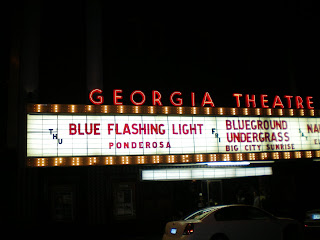 GEORGIA THEATRE
THU BLUE FLASHING LIGHT
PONDEROSA
FRI BLUEGROUND
UNDERGRASS
BIG CITY SUNRISE